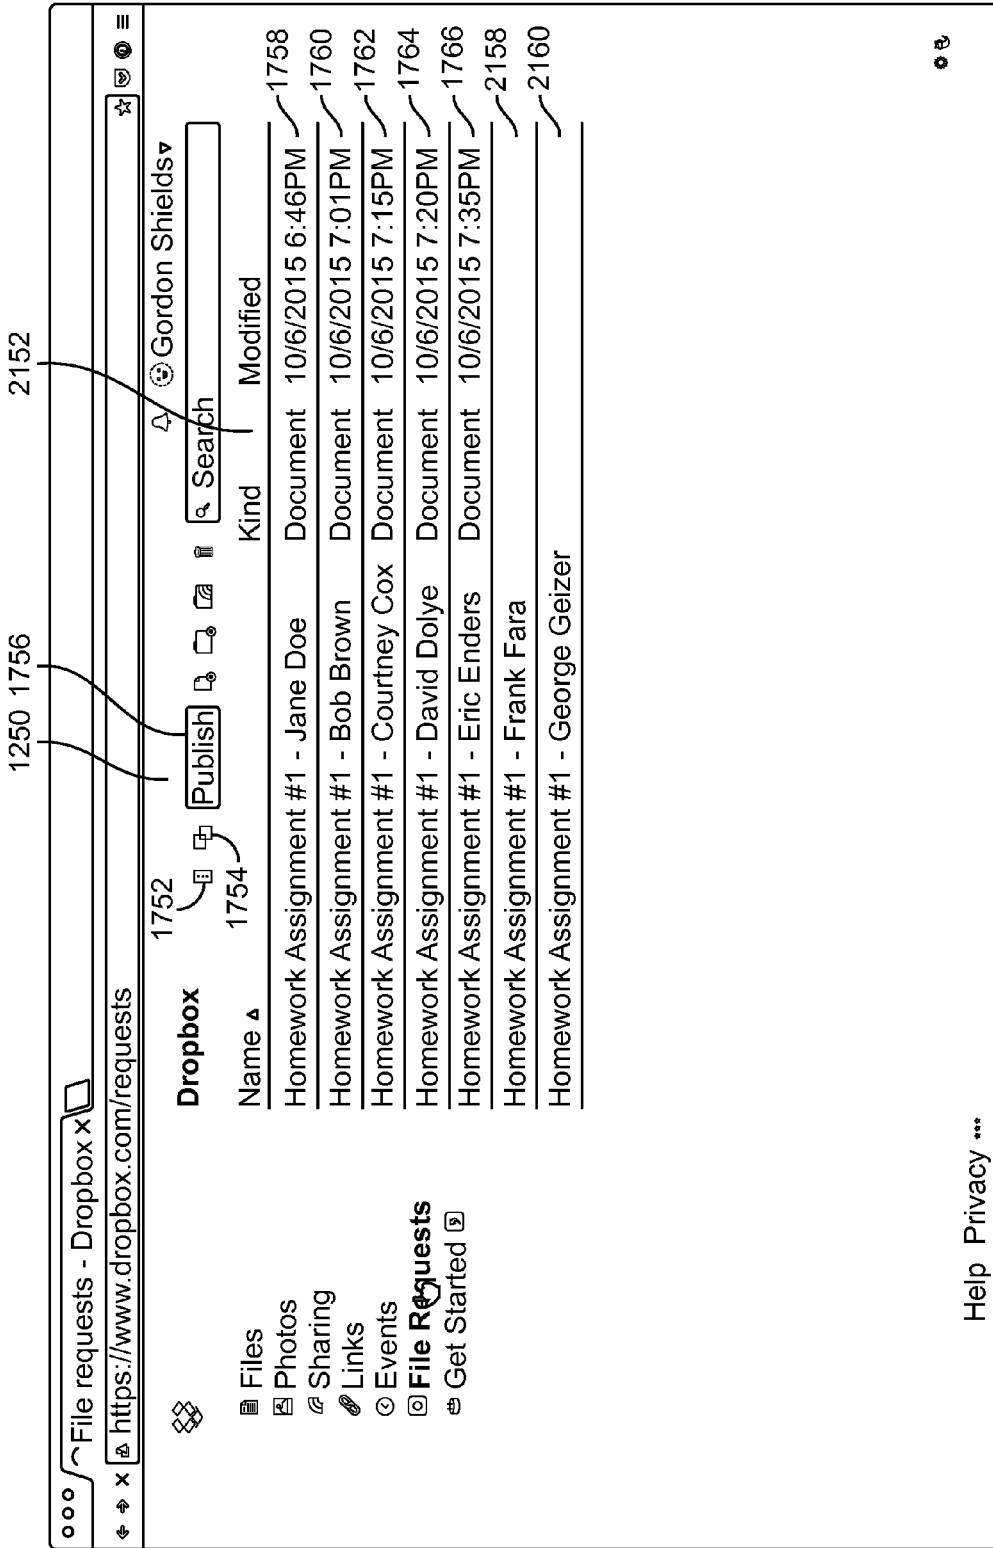 1250 1756
2152
File requests - Dropbox X
https://www.dropbox.com/requests
Gordon Shields
1752
Dropbox
Publish
Search
1754
Name
Kind
Modified
Homework Assignment #1 - Jane Doe Document 10/6/2015 6:46PM 1758
Homework Assignment #1 - Bob Brown Document 10/6/2015 7:01PM 1760
Homework Assignment #1 - Courtney Cox Document 10/6/2015 7:15PM 1762
Homework Assignment #1 - David Dolye Document 10/6/2015 7:20PM 1764
Homework Assignment #1 - Eric Enders Document 10/6/2015 7:35PM 1766
Homework Assignment #1 - Frank Fara 2158
Homework Assignment #1 - George Geizer 2160
Files
Photos
Sharing
Links
Events
File Requests
Get Started
Help Privacy